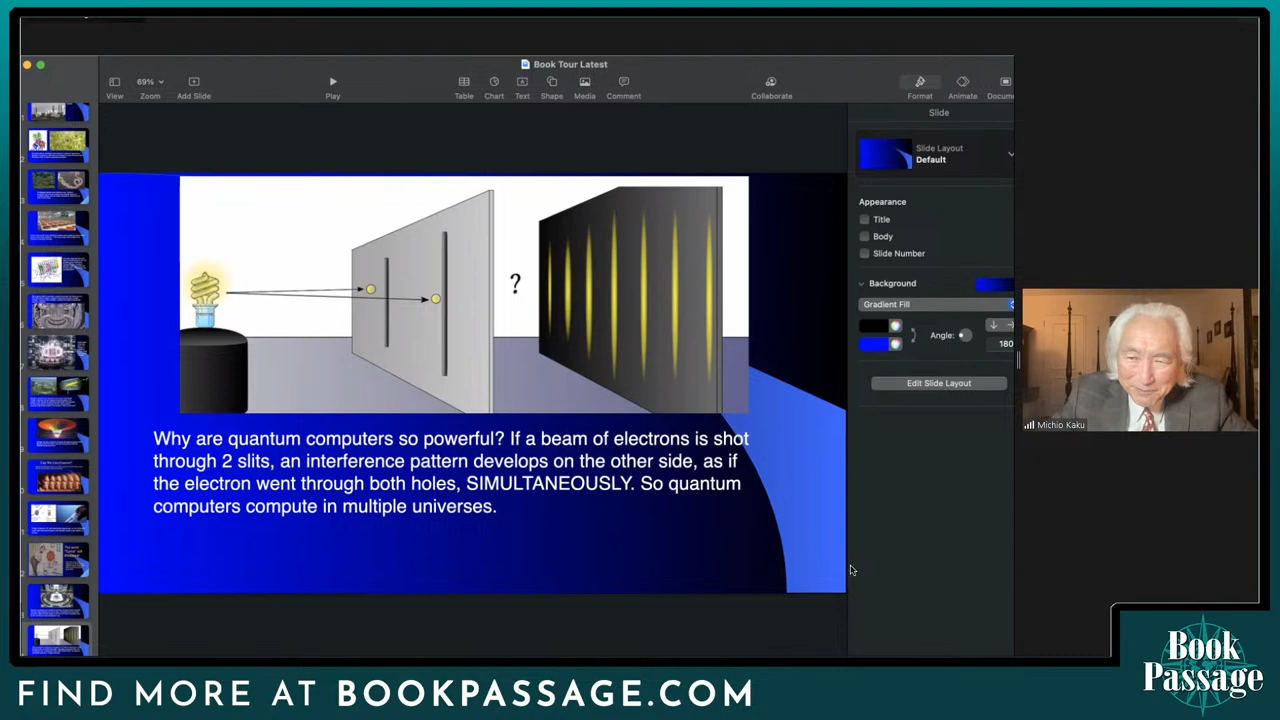 Book Tour Latest
69%
View
Zoom
Add Slide
Play
Table
Chart
Text
Shape
Media
Comment
Collaborate
Format
Animate
Docum
Slide
Slide Layout
Default
Appearance
Title
Body
Slide Number
Background
Gradient Fill
Angle:
180
Edit Slide Layout
?
Why are quantum computers so powerful? If a beam of electrons is shot
through 2 slits, an interference pattern develops on the other side, as if
the electron went through both holes, SIMULTANEOUSLY. So quantum
computers compute in multiple universes.
Michio Kaku
Book
Passage
FIND MORE AT BOOKPASSAGE.COM